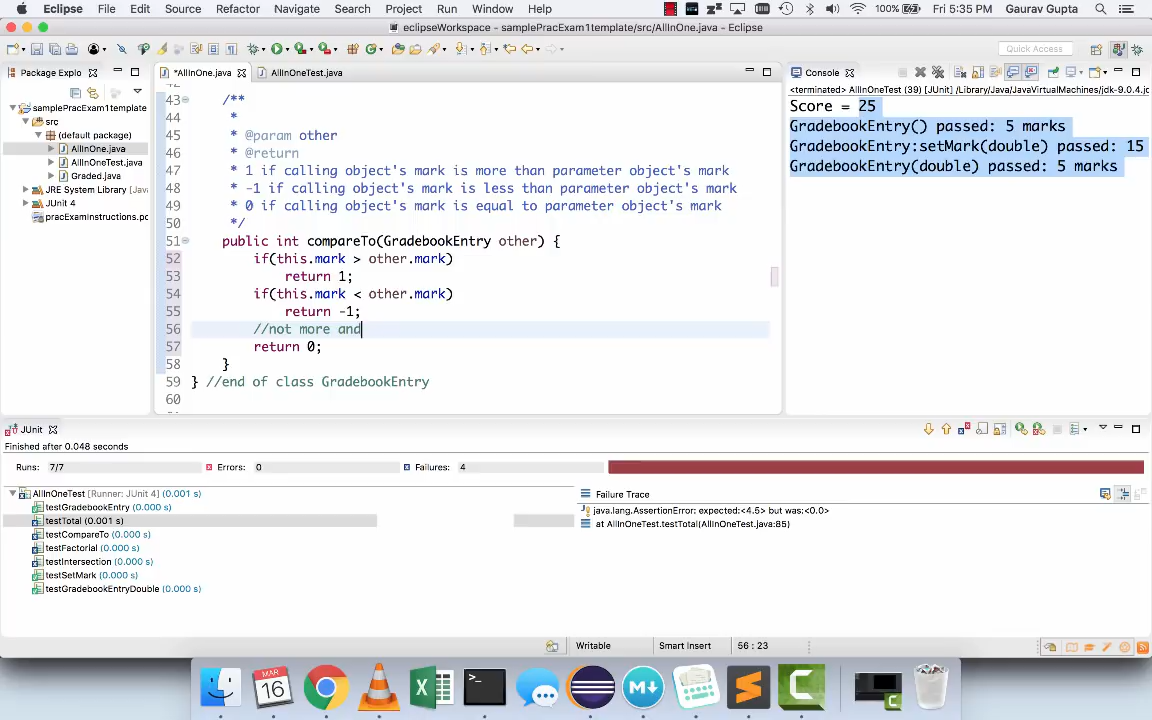 Eclipse File Edit Source Refactor Navigate Search Project Run Window Help 100% Fri 5:35 PM Gaurav Gupta
eclipseWorkspace - samplePracExam1template/src/AllInOne.java - Eclipse
Quick Access
Package Explo
*AllInOne.java
AllInOneTest.java
Console
samplePracExam1template
src
(default package)
AllInOne.java
AllInOneTest.java
Graded.java
JRE System Library [Java
JUnit 4
pracExamInstructions.pc
42
43 /**
44 *
45 * @param other
46 * @return
47 * 1 if calling object's mark is more than parameter object's mark
48 * -1 if calling object's mark is less than parameter object's mark
49 * 0 if calling object's mark is equal to parameter object's mark
50 */
51 public int compareTo(GradebookEntry other) {
52 if(this.mark > other.mark)
53 return 1;
54 if(this.mark < other.mark)
55 return -1;
56 //not more and
57 return 0;
58 }
59 } //end of class GradebookEntry
60
<terminated> AllInOneTest (39) [JUnit] /Library/Java/JavaVirtualMachines/jdk-9.0.4.jd
Score = 25
GradebookEntry() passed: 5 marks
GradebookEntry:setMark(double) passed: 15
GradebookEntry(double) passed: 5 marks
JUnit
Finished after 0.048 seconds
Runs: 7/7 Errors: 0 Failures: 4
AllInOneTest [Runner: JUnit 4] (0.001 s)
testGradebookEntry (0.000 s)
testTotal (0.001 s)
testCompareTo (0.000 s)
testFactorial (0.000 s)
testIntersection (0.000 s)
testSetMark (0.000 s)
testGradebookEntryDouble (0.000 s)
Failure Trace
java.lang.AssertionError: expected:<4.5> but was:<0.0>
at AllInOneTest.testTotal(AllInOneTest.java:85)
Writable Smart Insert 56 : 23
MAR
16